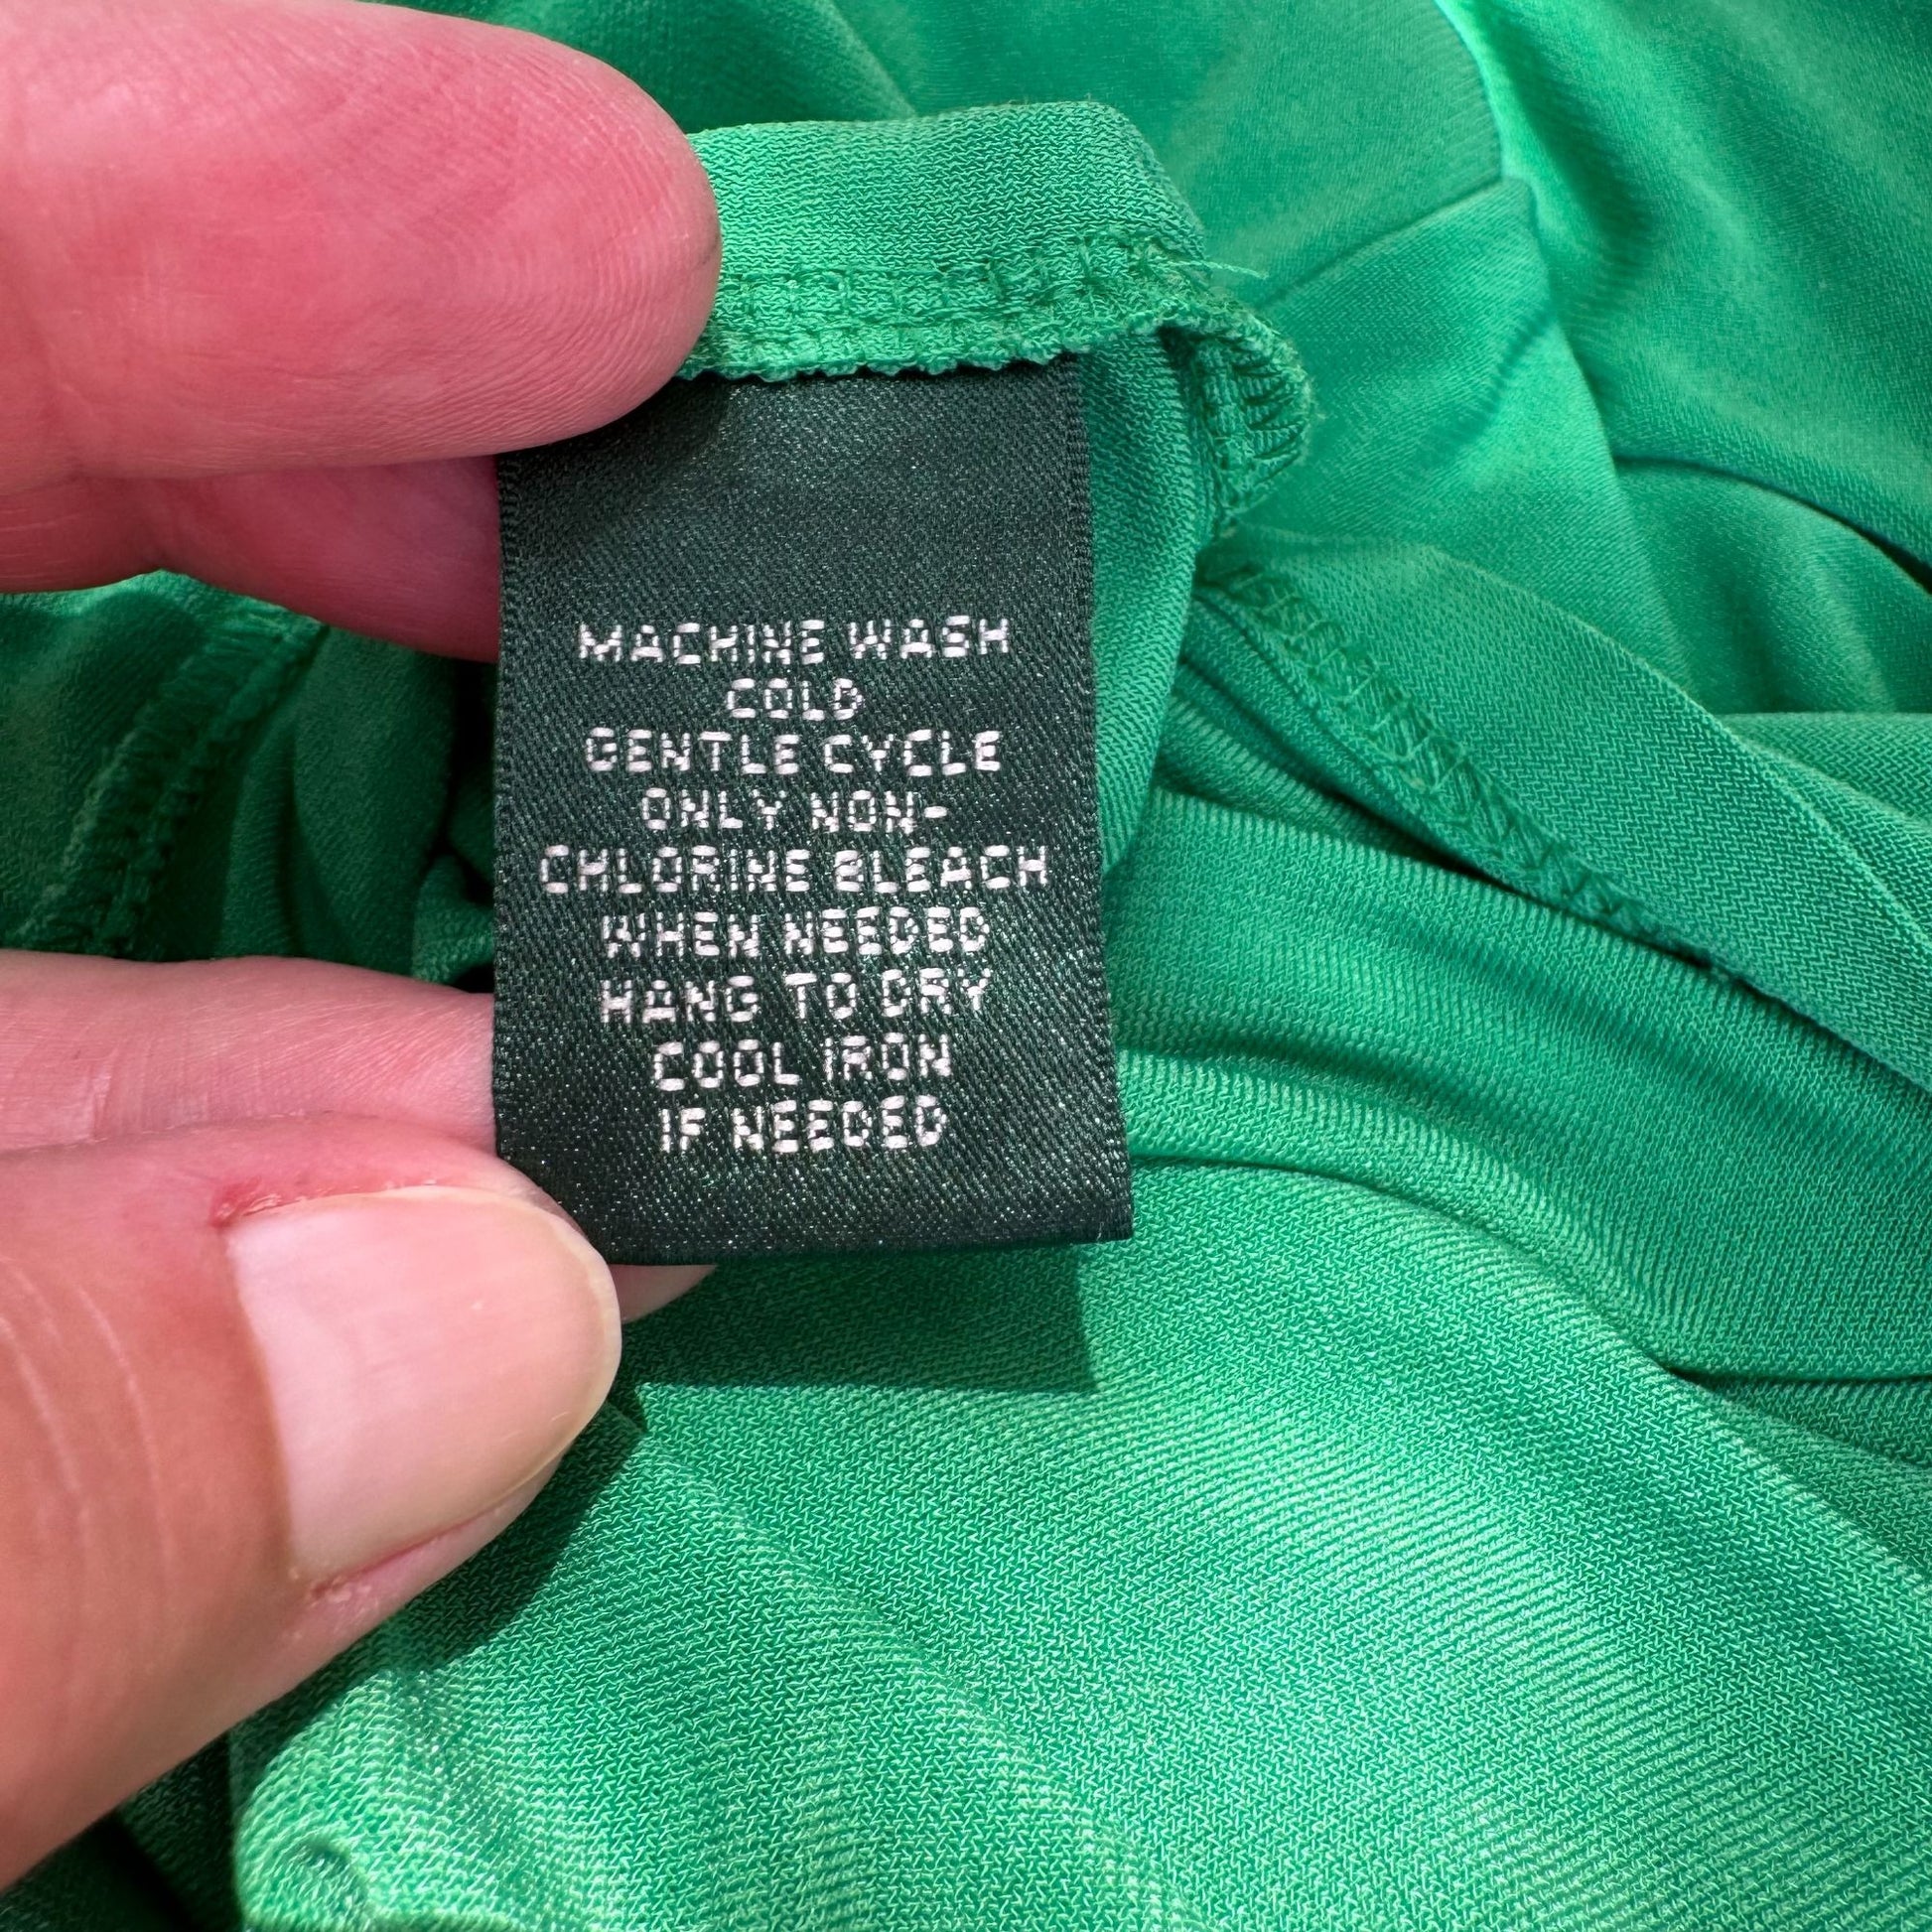 MACHINE WASH
COLD
GENTLE CYCLE
ONLY NON-
CHLORINE BLEACH
WHEN NEEDED
HANG TO DRY
COOL IRON
IF NEEDED